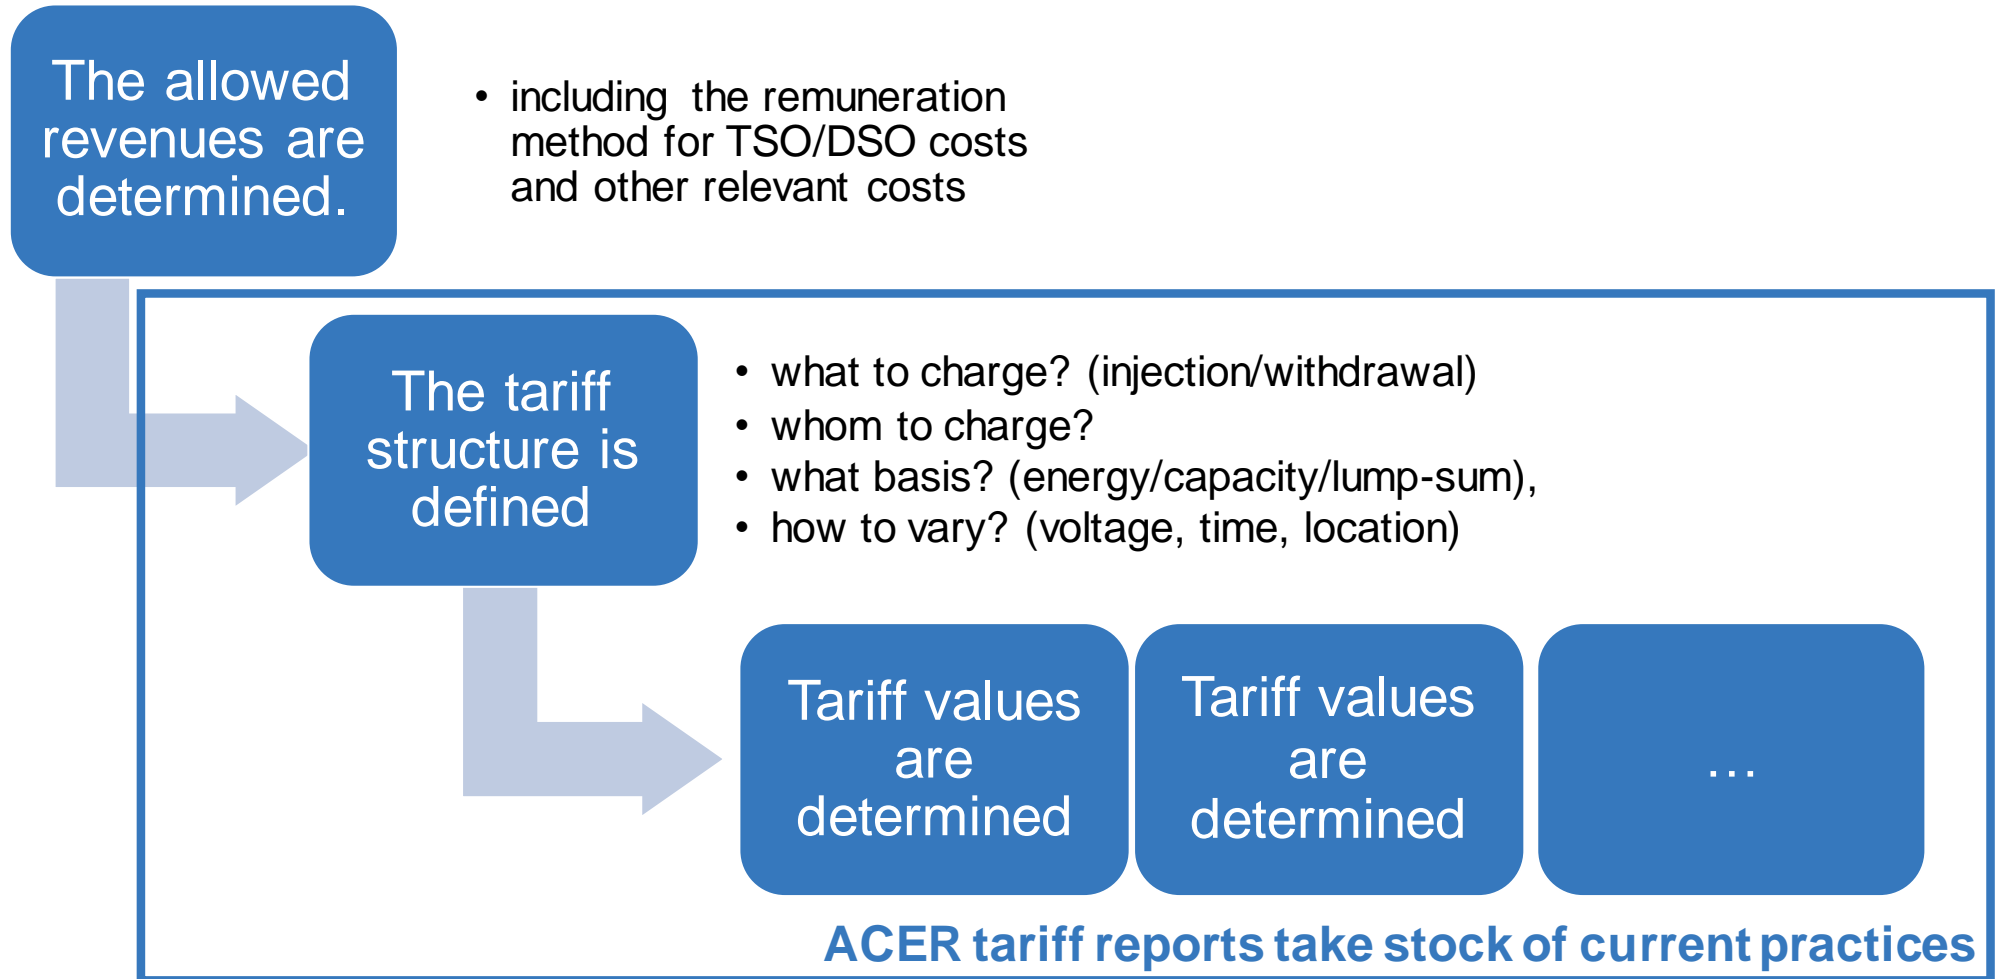 The allowed
revenues are
determined.
• including the remuneration
method for TSO/DSO costs
and other relevant costs
The tariff
structure is
defined
• what to charge? (injection/withdrawal)
• whom to charge?
• what basis? (energy/capacity/lump-sum),
• how to vary? (voltage, time, location)
Tariff values
are
determined
Tariff values
are
determined
...
ACER tariff reports take stock of current practices